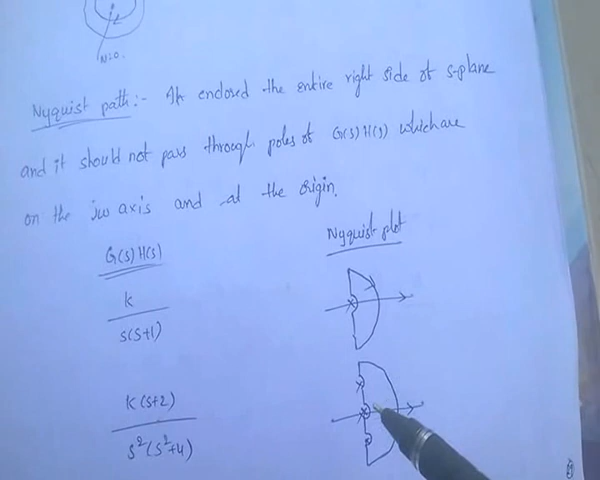 N=0.
Nyquist path:- It enclosed the entire right side of s-plane
and it should not pass through poles of G(s)H(s) which are
on the jw axis and at the origin.
G(s)H(s) Nyquist plot
K
s(s+1)
K(s+2)
s²(s²+4)